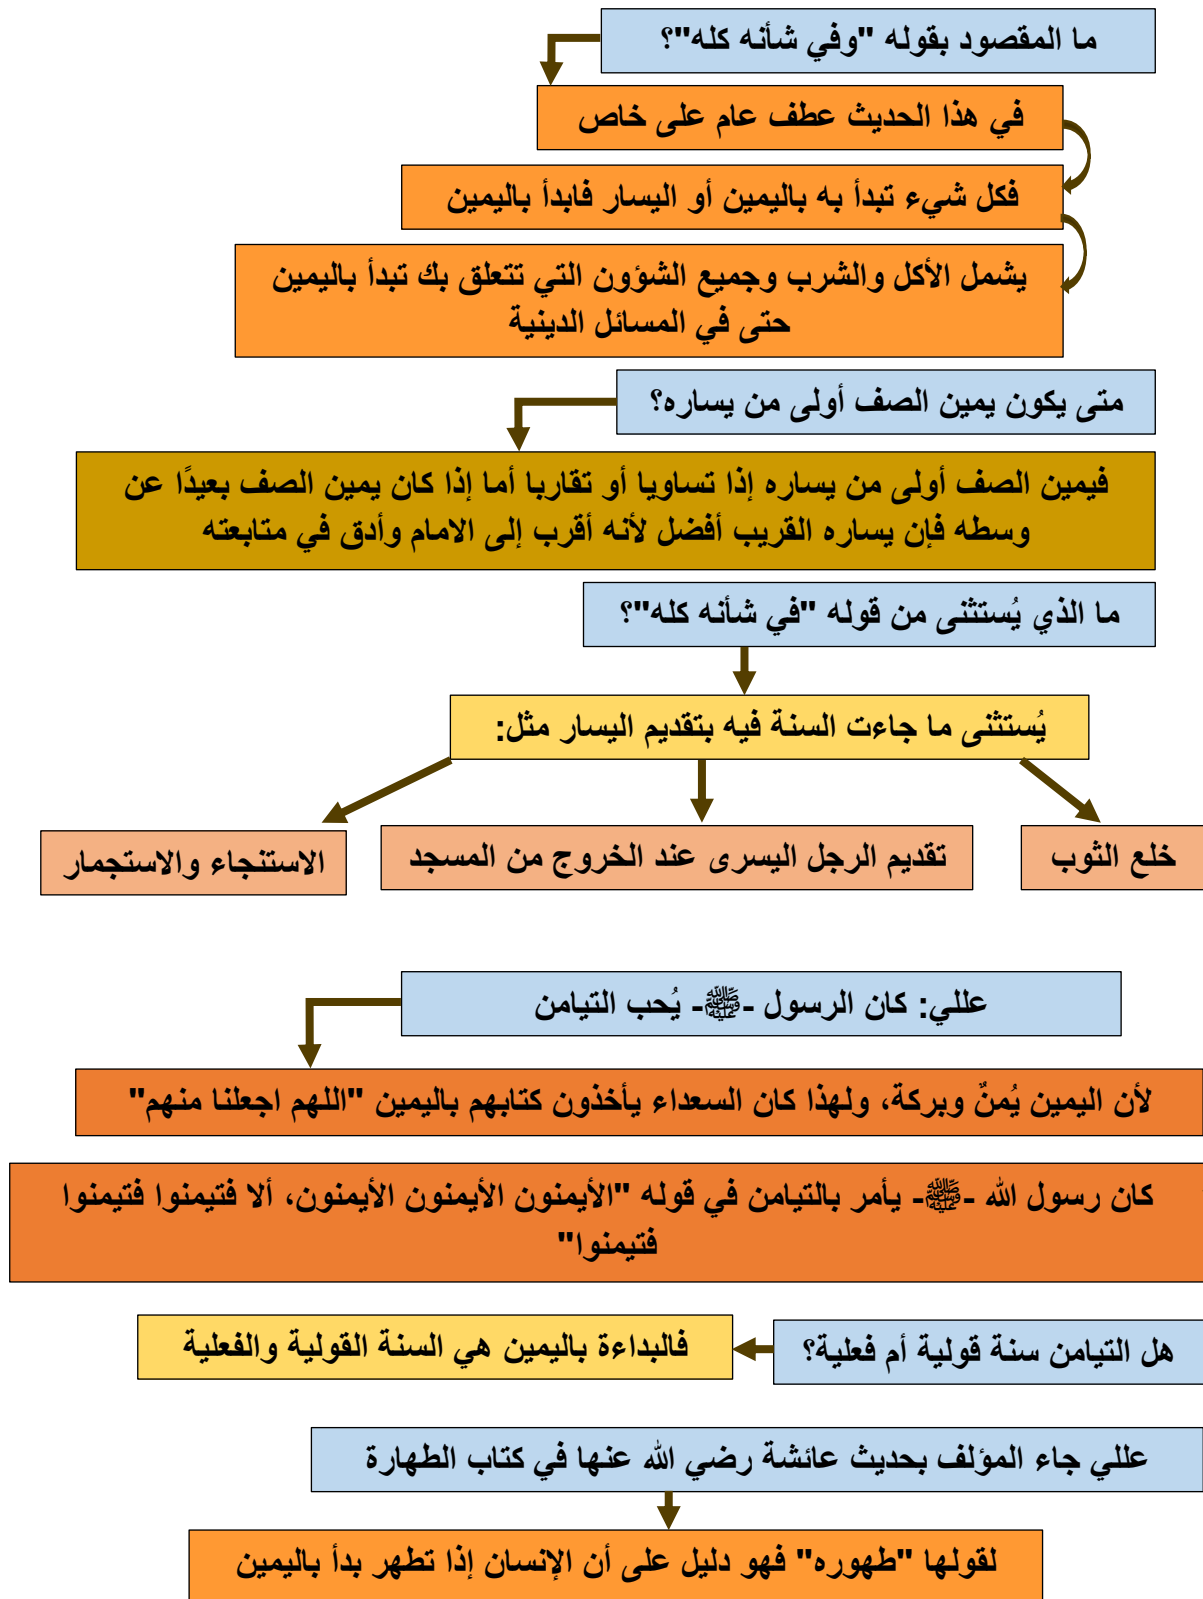 ما المقصود بقوله "وفي شأنه كله"؟
في هذا الحديث عطف عام على خاص
فكل شيء تبدأ به باليمين أو اليسار فابدأ باليمين
يشمل الأكل والشرب وجميع الشؤون التي تتعلق بك تبدأ باليمين
حتى في المسائل الدينية
متى يكون يمين الصف أولى من يساره؟
فيمين الصف أولى من يساره إذا تساويا أو تقاربا أما إذا كان يمين الصف بعيدًا عن
وسطه فإن يساره القريب أفضل لأنه أقرب إلى الامام وأدق في متابعته
ما الذي يُستثنى من قوله "في شأنه كله"؟
يُستثنى ما جاءت السنة فيه بتقديم اليسار مثل:
خلع الثوب
تقديم الرجل اليسرى عند الخروج من المسجد
الاستنجاء والاستجمار
عللي: كان الرسول -ﷺ- يُحب التيامن
لأن اليمين يُمنٌ وبركة، ولهذا كان السعداء يأخذون كتابهم باليمين "اللهم اجعلنا منهم"
كان رسول الله -ﷺ- يأمر بالتيامن في قوله "الأيمنون الأيمنون الأيمنون، ألا فتيمنوا فتيمنوا
فتيمنوا"
هل التيامن سنة قولية أم فعلية؟
فالبداءة باليمين هي السنة القولية والفعلية
عللي جاء المؤلف بحديث عائشة رضي الله عنها في كتاب الطهارة
لقولها "طهوره" فهو دليل على أن الإنسان إذا تطهر بدأ باليمين